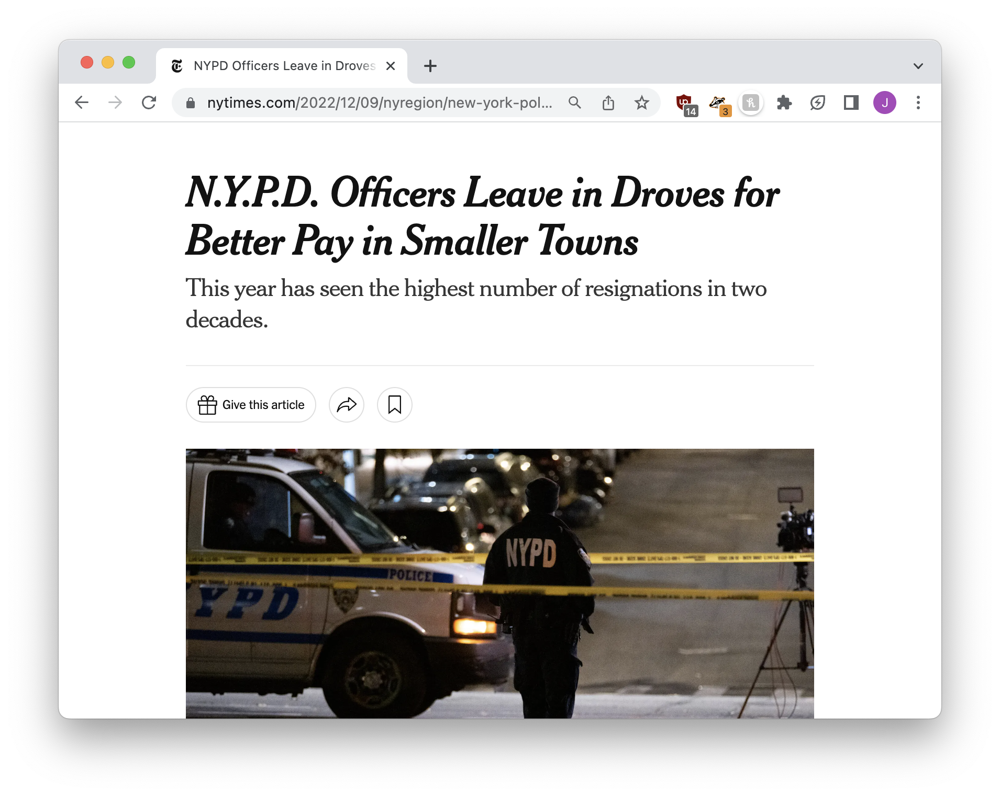 NYPD Officers Leave in Droves
nytimes.com/2022/12/09/nyregion/new-york-pol...
14
3
h
J
N.Y.P.D. Officers Leave in Droves for
Better Pay in Smaller Towns
This year has seen the highest number of resignations in two
decades.
Give this article
NYPD
POLICE
YPD